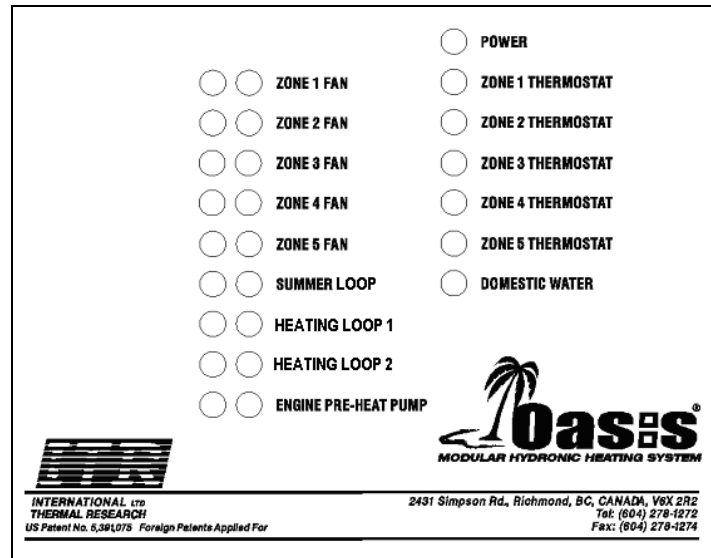 POWER
ZONE 1 FAN
ZONE 1 THERMOSTAT
ZONE 2 FAN
ZONE 2 THERMOSTAT
ZONE 3 FAN
ZONE 3 THERMOSTAT
ZONE 4 FAN
ZONE 4 THERMOSTAT
ZONE 5 FAN
ZONE 5 THERMOSTAT
SUMMER LOOP
DOMESTIC WATER
HEATING LOOP 1
HEATING LOOP 2
ENGINE PRE-HEAT PUMP
Oasis®
MODULAR HYDRONIC HEATING SYSTEM
ITR
INTERNATIONAL LTD
THERMAL RESEARCH
US Patent No. 5,391,075 Foreign Patents Applied For
2431 Simpson Rd., Richmond, BC, CANADA, V6X 2R2
Tel: (604) 278-1272
Fax: (604) 278-1274